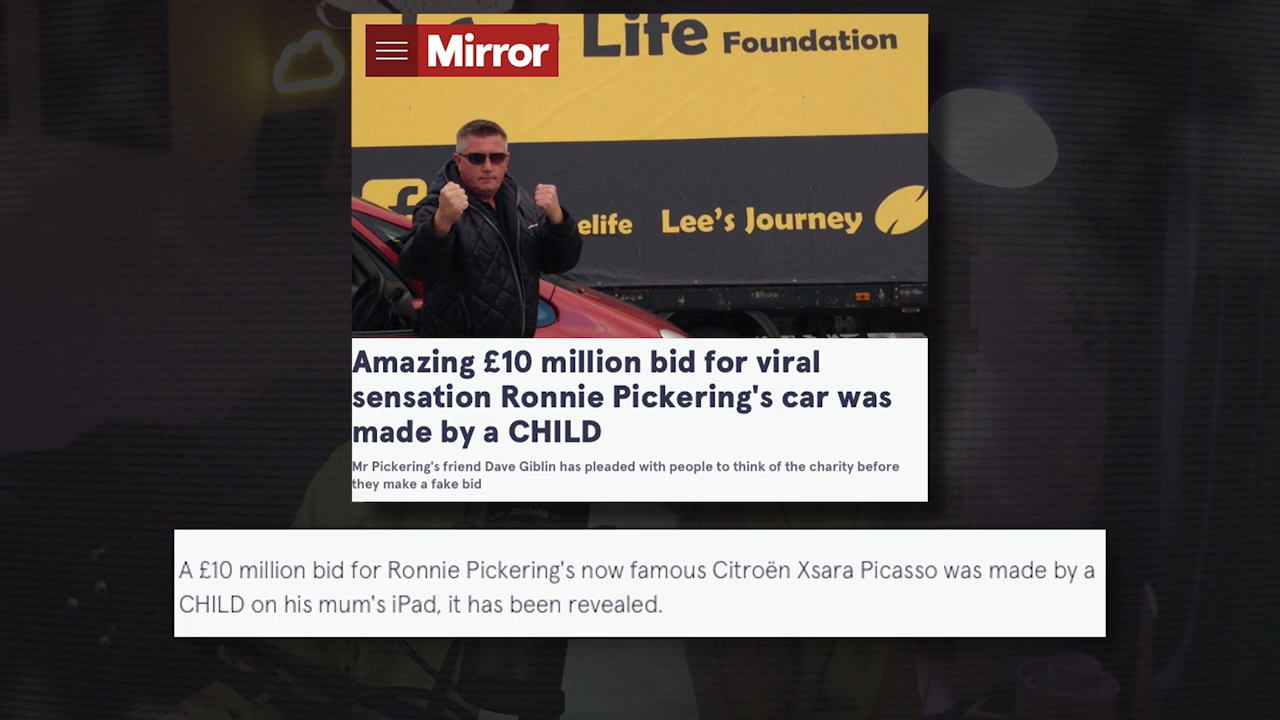 Life Foundation
Mirror
elife Lee's Journey
Amazing £10 million bid for viral
sensation Ronnie Pickering's car was
made by a CHILD
Mr Pickering's friend Dave Giblin has pleaded with people to think of the charity before
they make a fake bid
A £10 million bid for Ronnie Pickering's now famous Citroën Xsara Picasso was made by a
CHILD on his mum's iPad, it has been revealed.